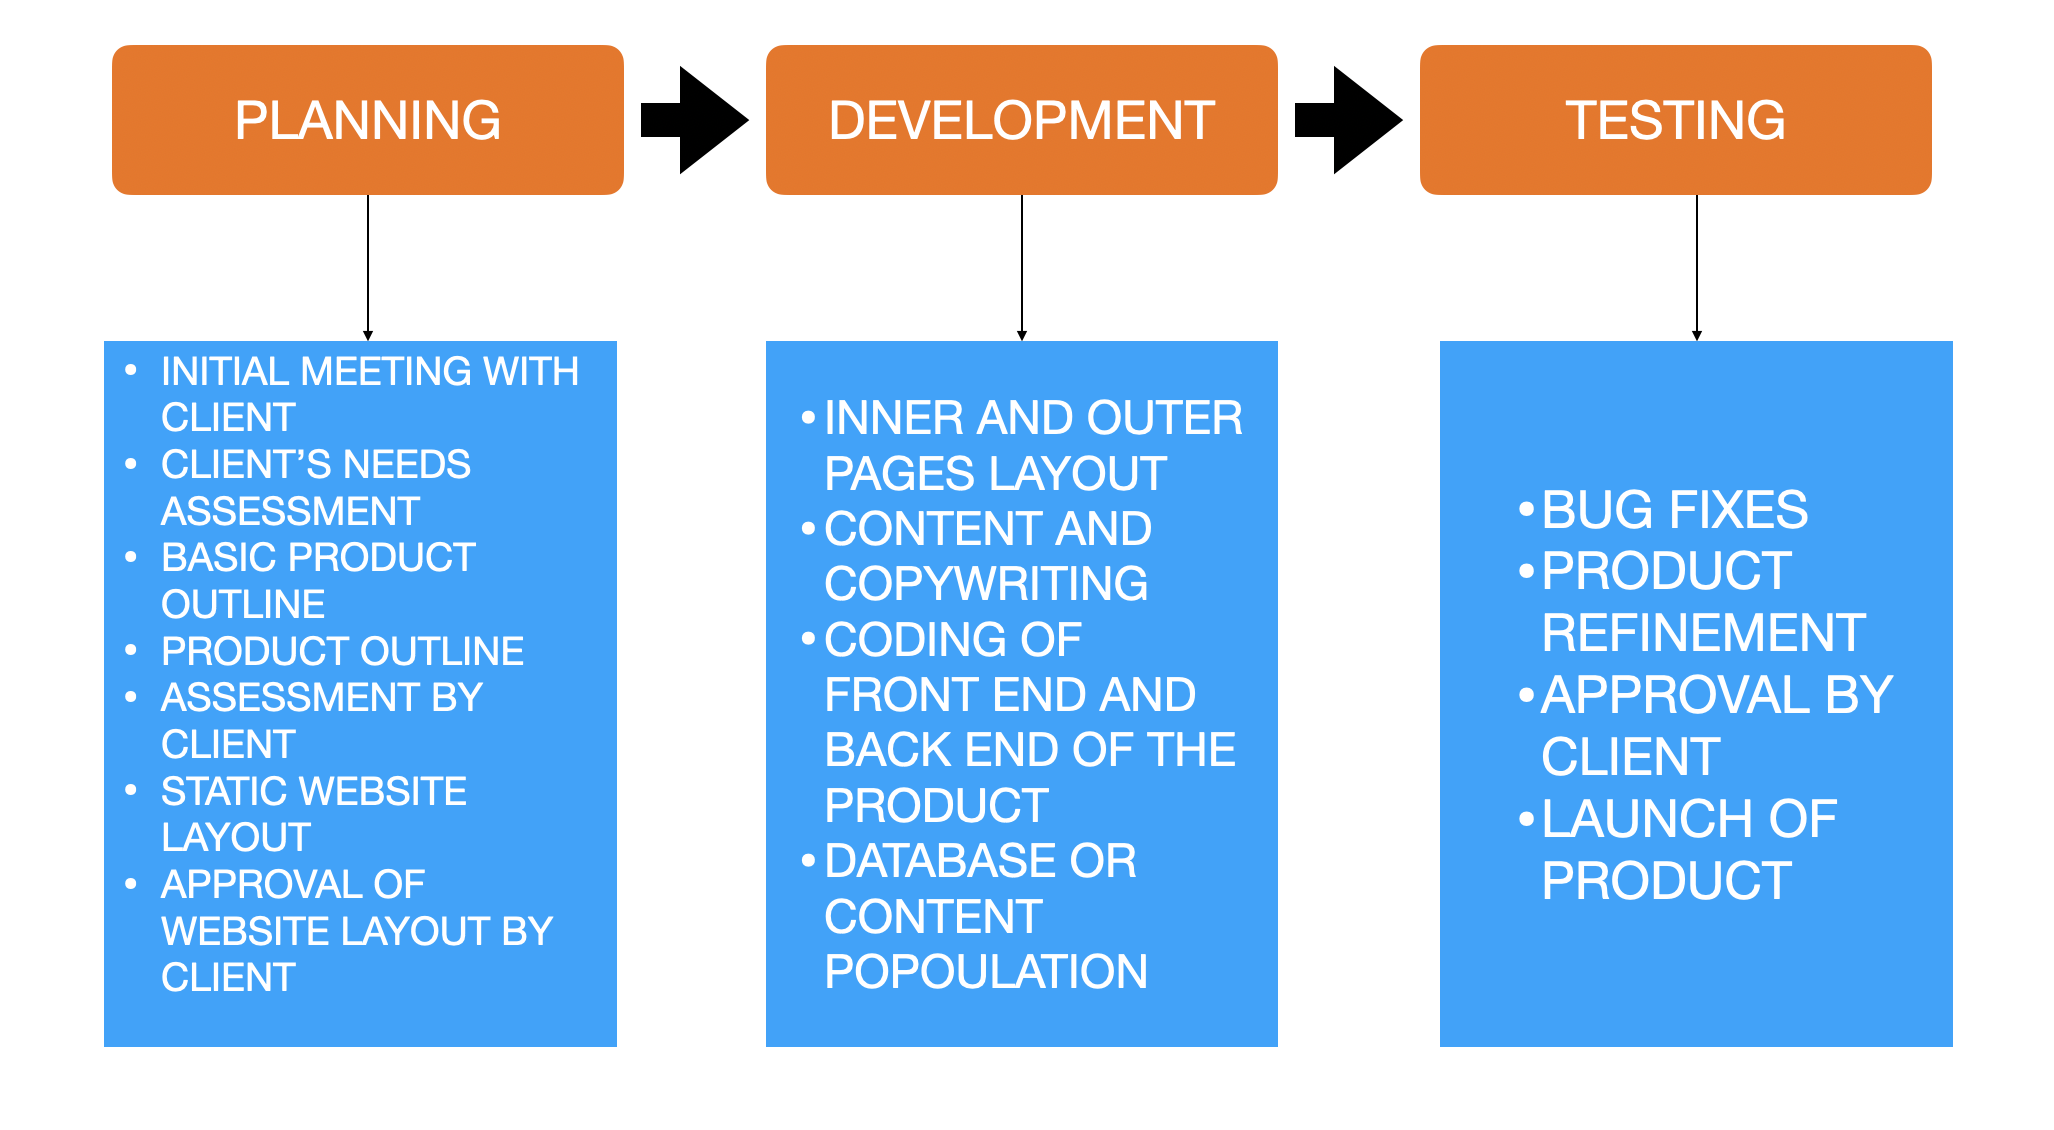 PLANNING
DEVELOPMENT
TESTING
• INITIAL MEETING WITH
CLIENT
• CLIENT’S NEEDS
ASSESSMENT
• BASIC PRODUCT
OUTLINE
• PRODUCT OUTLINE
• ASSESSMENT BY
CLIENT
• STATIC WEBSITE
LAYOUT
• APPROVAL OF
WEBSITE LAYOUT BY
CLIENT
• INNER AND OUTER
PAGES LAYOUT
• CONTENT AND
COPYWRITING
• CODING OF
FRONT END AND
BACK END OF THE
PRODUCT
• DATABASE OR
CONTENT
POPOULATION
• BUG FIXES
• PRODUCT
REFINEMENT
• APPROVAL BY
CLIENT
• LAUNCH OF
PRODUCT